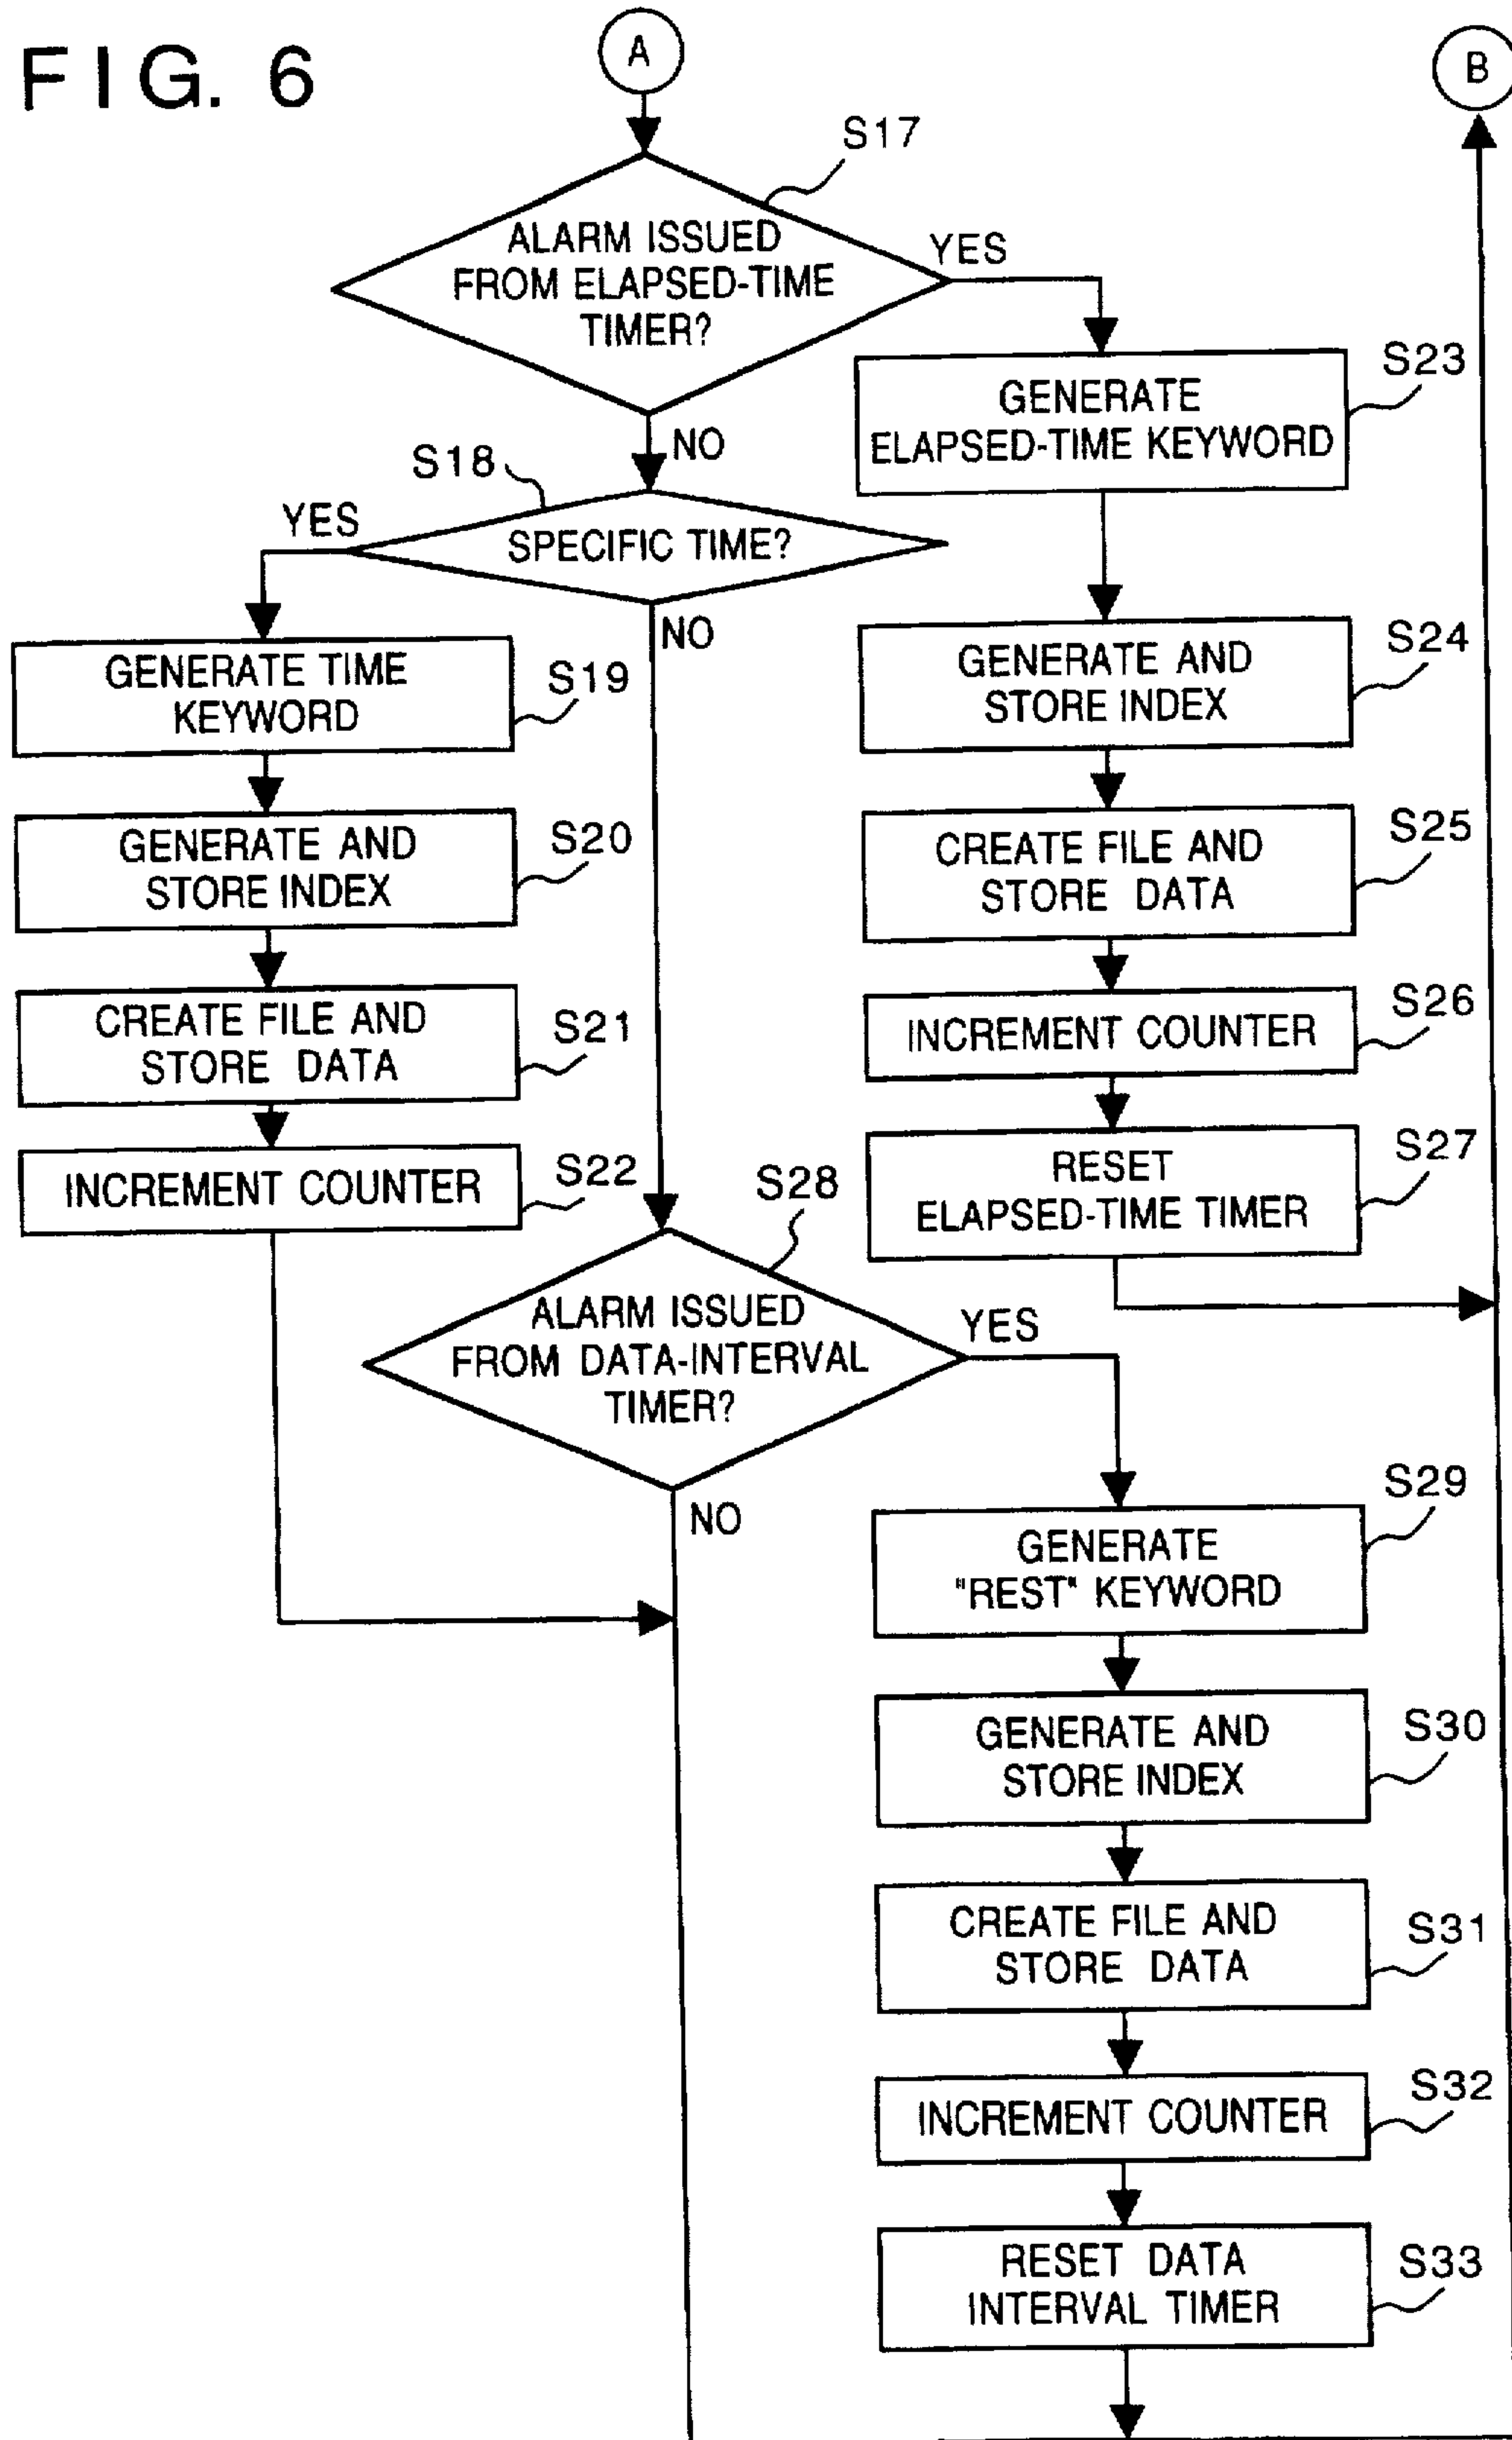 FIG. 6
A
B
S17
ALARM ISSUED
FROM ELAPSED-TIME
TIMER?
YES
NO
S23
GENERATE
ELAPSED-TIME KEYWORD
S18
YES
SPECIFIC TIME?
NO
S19
GENERATE TIME
KEYWORD
S24
GENERATE AND
STORE INDEX
S20
GENERATE AND
STORE INDEX
S25
CREATE FILE AND
STORE DATA
S21
CREATE FILE AND
STORE DATA
S26
INCREMENT COUNTER
S22
INCREMENT COUNTER
S27
RESET
ELAPSED-TIME TIMER
S28
ALARM ISSUED
FROM DATA-INTERVAL
TIMER?
YES
NO
S29
GENERATE
"REST" KEYWORD
S30
GENERATE AND
STORE INDEX
S31
CREATE FILE AND
STORE DATA
S32
INCREMENT COUNTER
S33
RESET DATA
INTERVAL TIMER